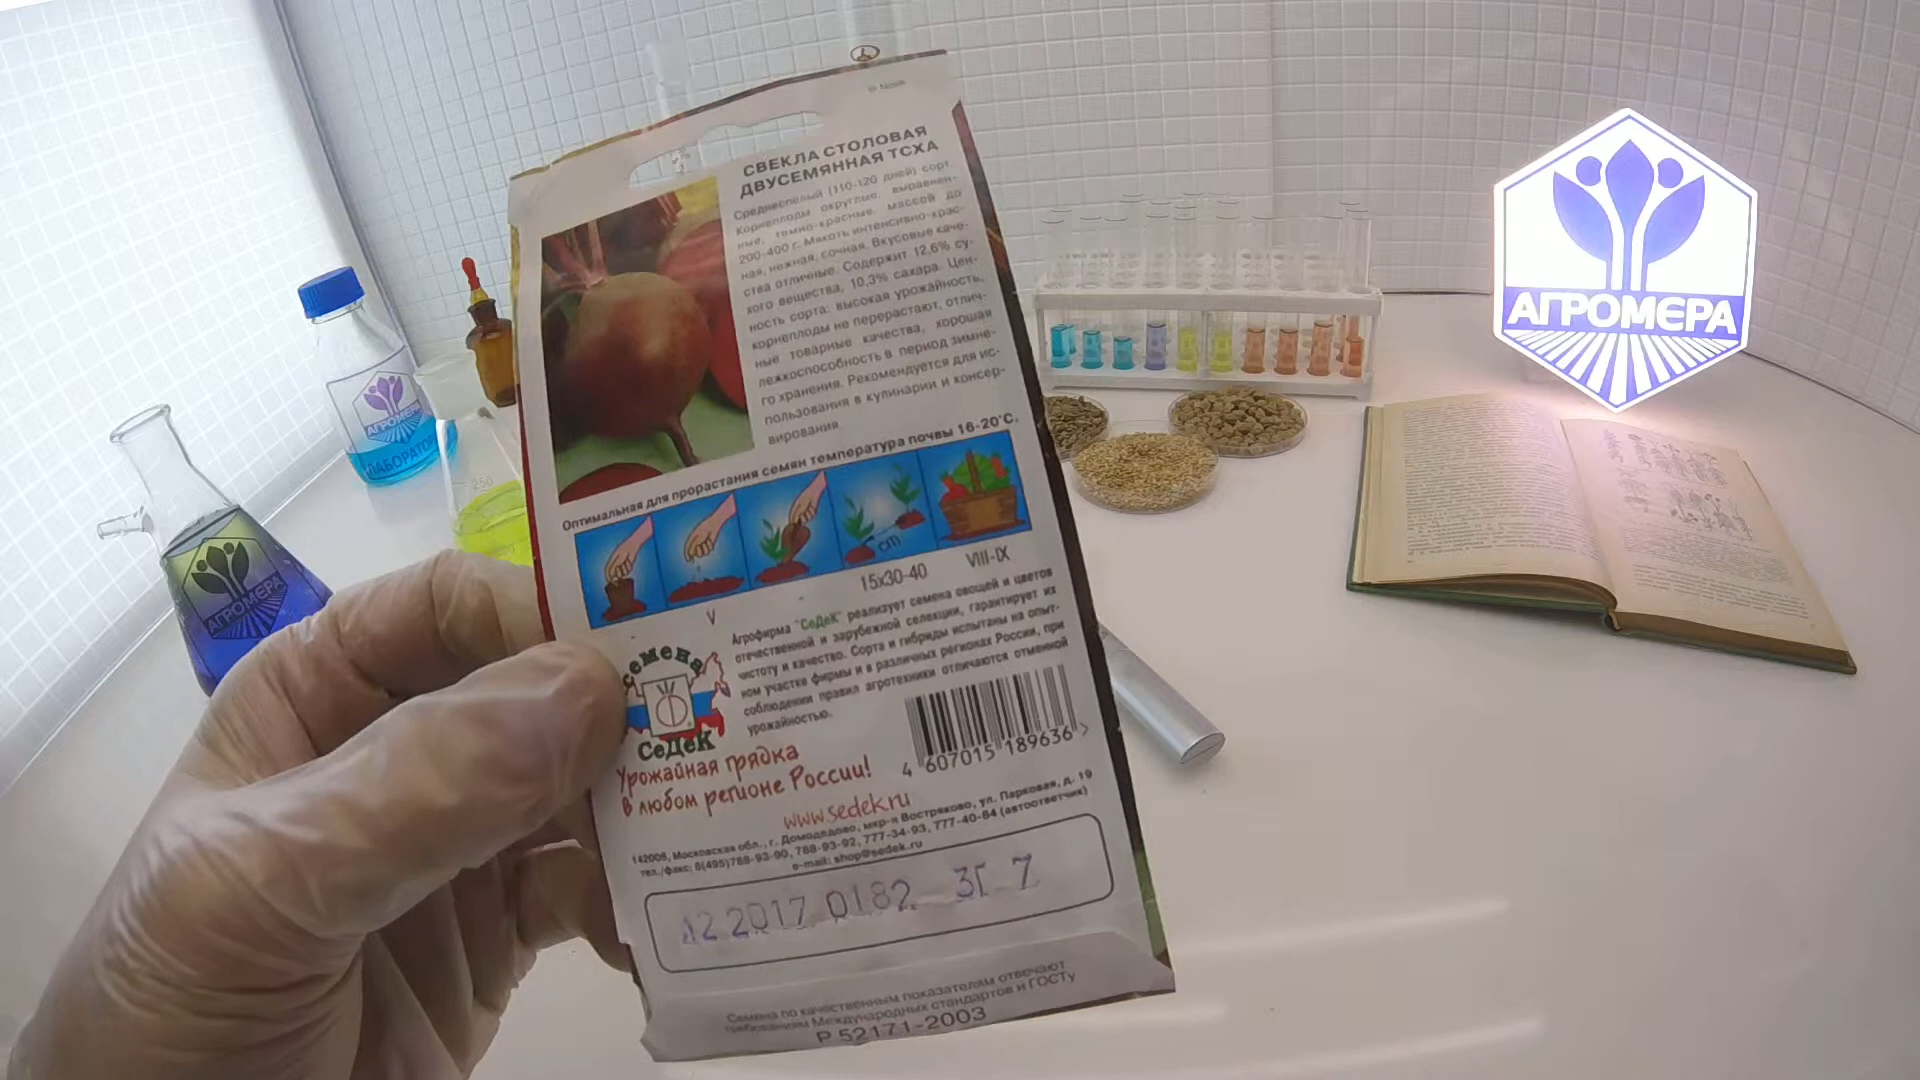 СВЕКЛА СТОЛОВАЯ
ДВУСЕМЯННАЯ ТСХА
Среднеспелый (110-120 дней) сорт.
Корнеплоды округлые, выравнен-
ные, темно-красные, массой до
200-400 г. Мякоть интенсивно-крас-
ная, нежная, сочная. Вкусовые каче-
ства отличные. Содержит 12,6% су-
хого вещества, 10,3% сахара. Цен-
ность сорта: высокая урожайность,
корнеплоды не перерастают, отлич-
ные товарные качества, хорошая
лежкоспособность в период зимне-
го хранения. Рекомендуется для ис-
пользования в кулинарии и консер-
вирования.
Оптимальная для прорастания семян температура почвы 16-20°С.
cm
V
15x30-40
VIII-IX
Агрофирма "СеДеК" реализует семена овощей и цветов
отечественной и зарубежной селекции, гарантирует их
чистоту и качество. Сорта и гибриды испытаны на опыт-
ном участке фирмы и в различных регионах России, при
соблюдении правил агротехники отличаются отменной
урожайностью.
семена
СеДеК
Урожайная грядка
в любом регионе России!
www.sedek.ru
4 607015 189636 >
142006, Московская обл., г. Домодедово, мкр-н Востряково, ул. Парковая, д. 19
тел./факс: 8(495)788-93-90, 788-93-92, 777-34-93, 777-40-84 (автоответчик)
e-mail: shop@sedek.ru
12 2017 0182 3Г 7
Семена по качественным показателям отвечают
требованиям Международных стандартов и ГОСТу
Р 52171-2003
АГРОМЕРА
АГРОМЕРА
ЛАБОРАТОР
250
АГРОМЕРА